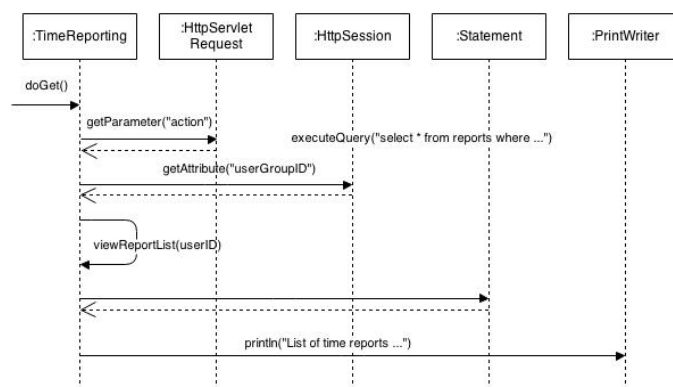 :TimeReporting
:HttpServlet
Request
:HttpSession
:Statement
:PrintWriter
doGet()
getParameter("action")
executeQuery("select * from reports where ...")
getAttribute("userGroupID")
viewReportList(userID)
println("List of time reports ...")